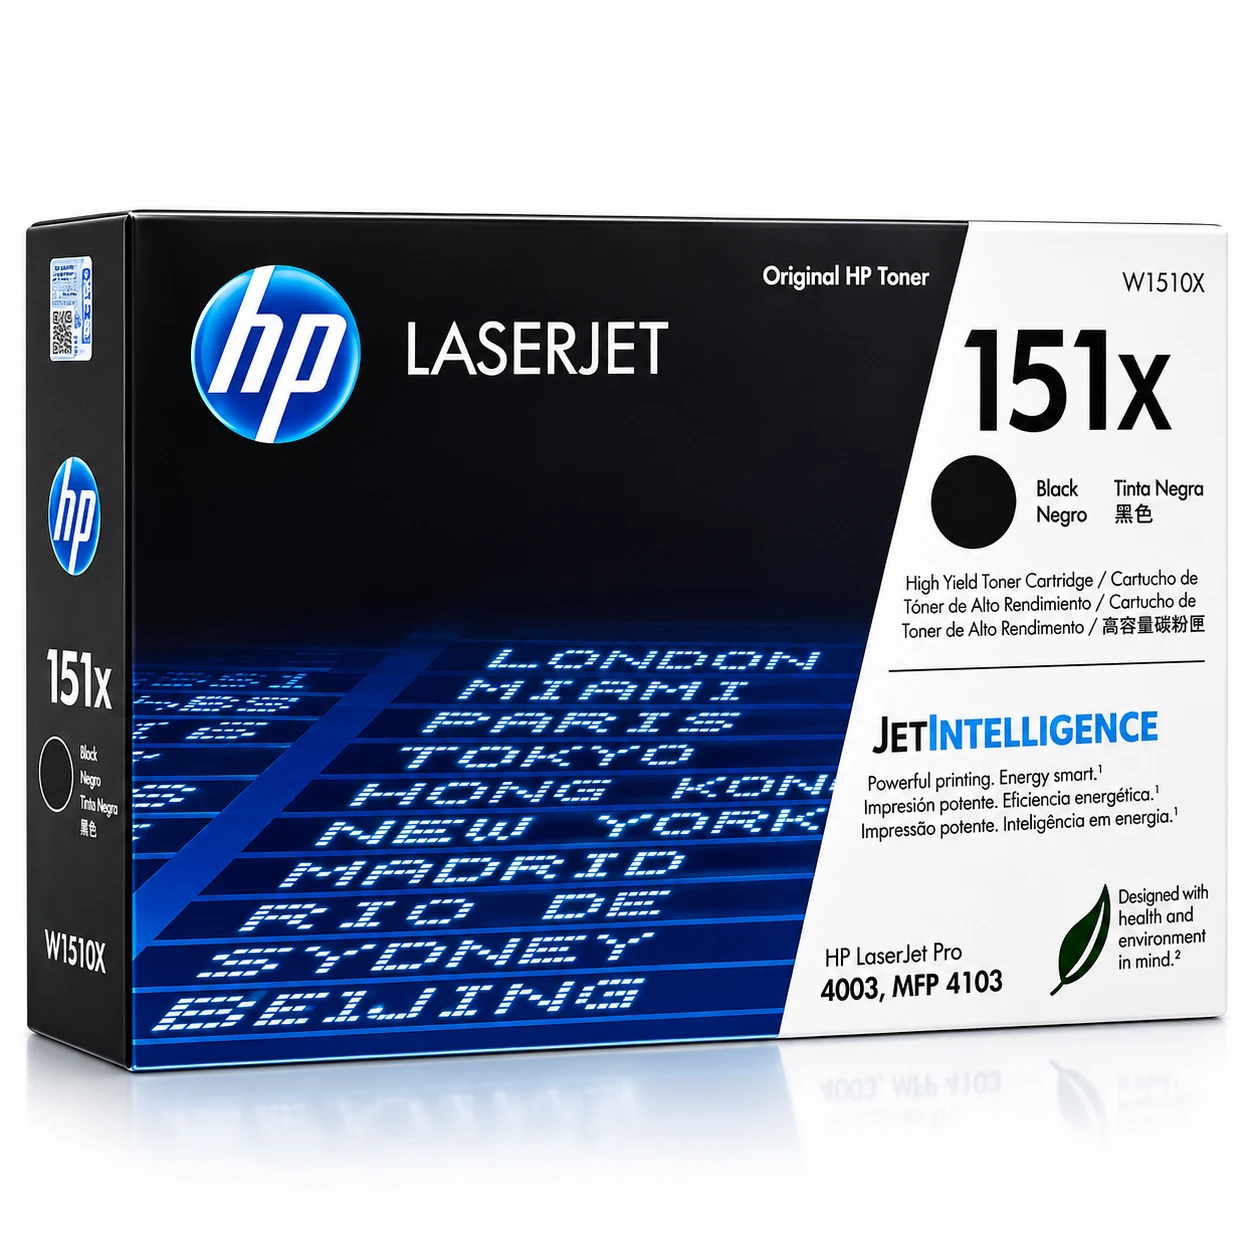 hp
151x
Black
Negro
Tinta Negra
黑色
W1510X
hp
LASERJET
Original HP Toner
LONDON
MIAMI
PARIS
TOKYO
HONG KON
NEW YORK
MADRID
RIO DE
SYDNEY
BEIJING
W1510X
151x
Black Tinta Negra
Negro 黑色
High Yield Toner Cartridge / Cartucho de
Tóner de Alto Rendimiento / Cartucho de
Toner de Alto Rendimento / 高容量碳粉匣
JETINTELLIGENCE
Powerful printing. Energy smart.¹
Impresión potente. Eficiencia energética.¹
Impressão potente. Inteligência em energia.¹
Designed with
health and
environment
in mind.²
HP LaserJet Pro
4003, MFP 4103